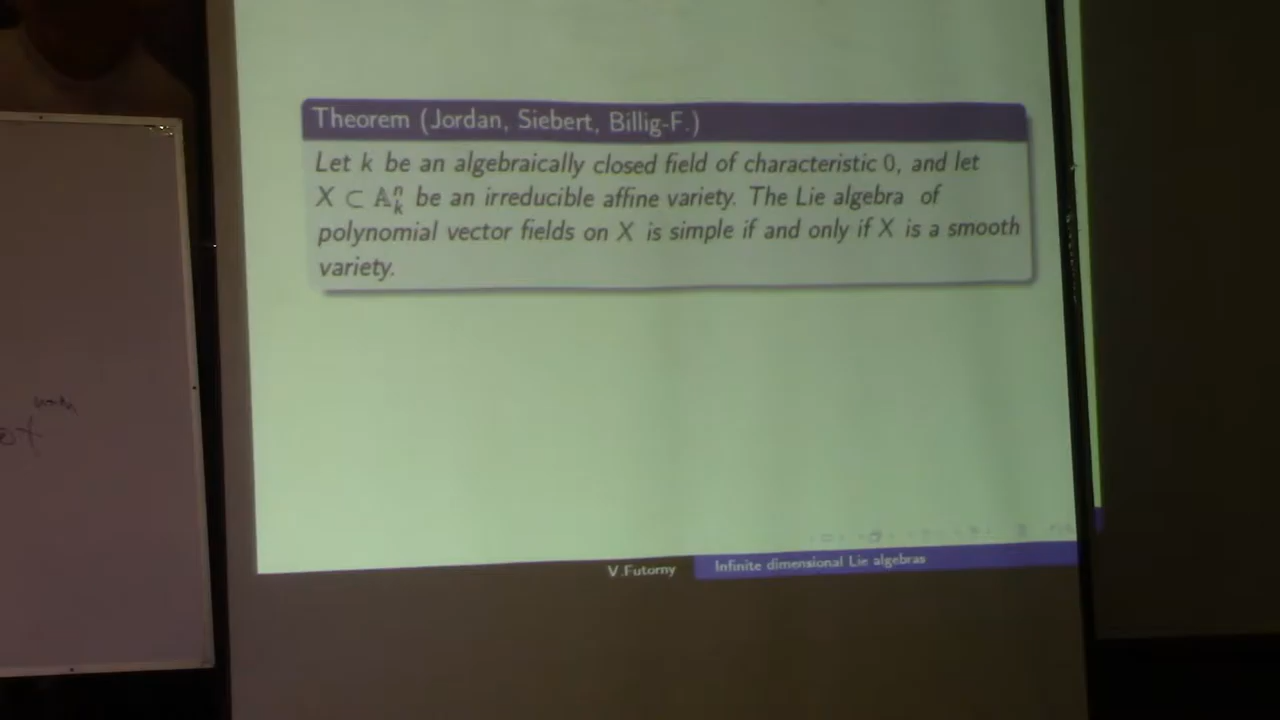 Theorem (Jordan, Siebert, Billig-F.)
Let k be an algebraically closed field of characteristic 0, and let
X ⊂ 𝔸ⁿₖ be an irreducible affine variety. The Lie algebra of
polynomial vector fields on X is simple if and only if X is a smooth
variety.
V.Futorny Infinite dimensional Lie algebras